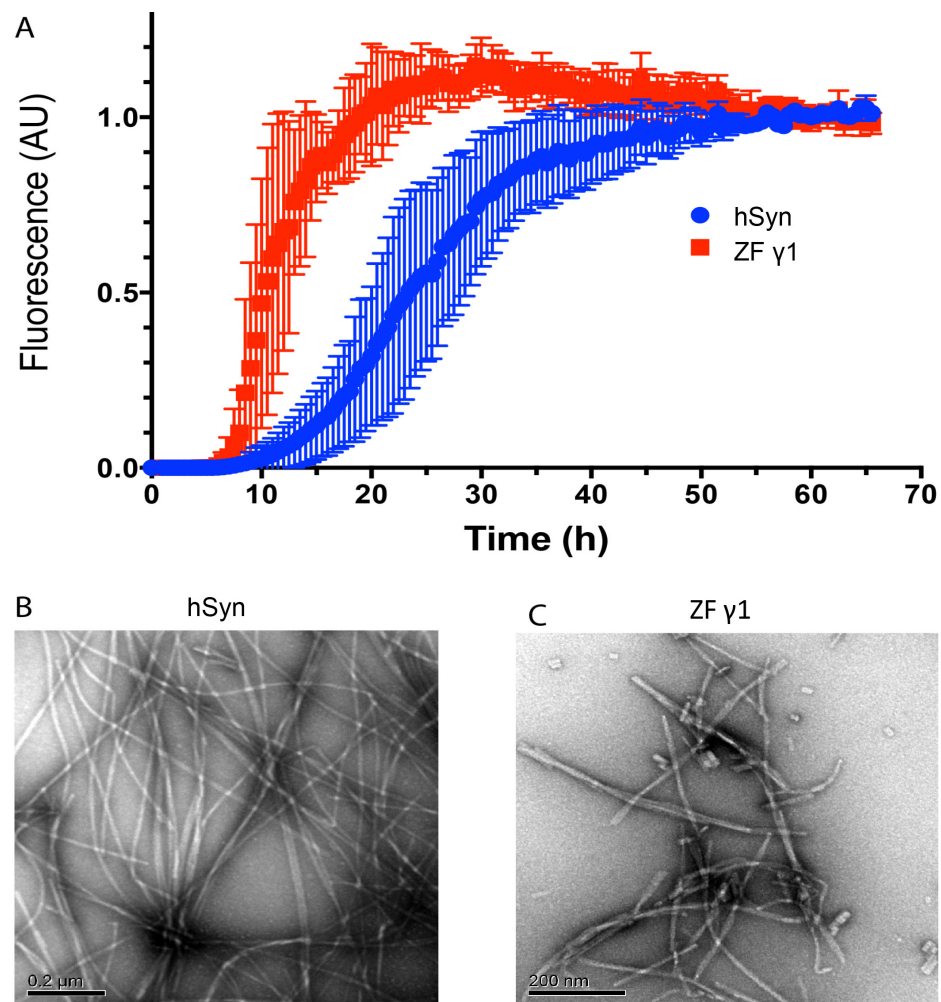 A
Fluorescence (AU)
1.0
0.5
0.0
hSyn
ZF γ1
0 10 20 30 40 50 60 70
Time (h)
B hSyn
C ZF γ1
0.2 μm
200 nm